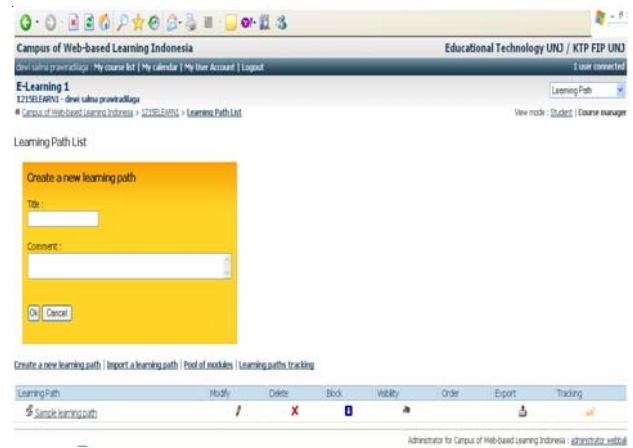 Campus of Web-based Learning Indonesia Educational Technology UNJ / KTP FIP UNJ
dewi salma prawiradilaga : My course list | My calendar | My User Account | Logout 1 user connected
E-Learning 1 Learning Path
1215ELEARN1 - dewi salma prawiradilaga
Campus of Web-based Learning Indonesia > 1215ELEARN1 > Learning Path List View mode : Student | Course manager
Learning Path List
Create a new learning path
Title :
Comment :
Ok Cancel
Create a new learning path | Import a learning path | Pool of modules | Learning paths tracking
Learning Path Modify Delete Block Visibility Order Export Tracking
Sample learning path
Administrator for Campus of Web-based Learning Indonesia : administrator